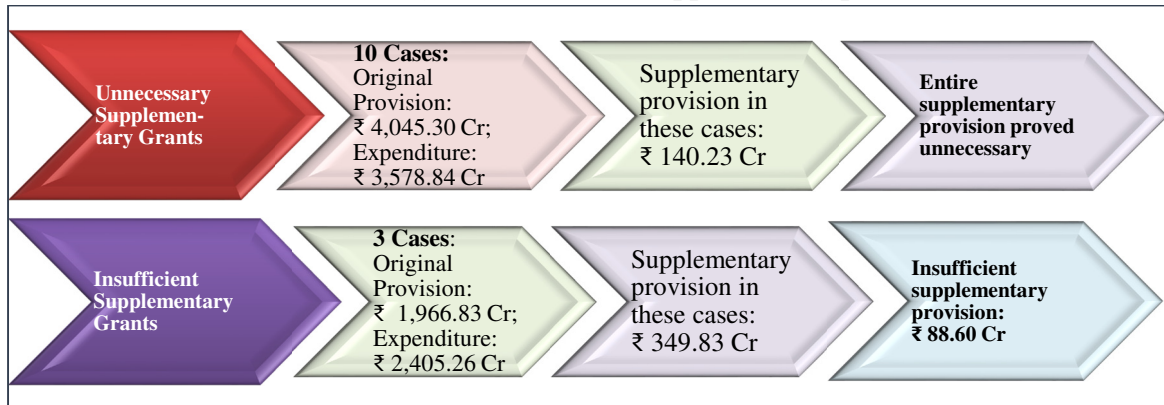 Unnecessary
Supplemen-
tary Grants
10 Cases:
Original
Provision:
₹ 4,045.30 Cr;
Expenditure:
₹ 3,578.84 Cr
Supplementary
provision in
these cases:
₹ 140.23 Cr
Entire
supplementary
provision proved
unnecessary
Insufficient
Supplementary
Grants
3 Cases:
Original
Provision:
₹ 1,966.83 Cr;
Expenditure:
₹ 2,405.26 Cr
Supplementary
provision in
these cases:
₹ 349.83 Cr
Insufficient
supplementary
provision:
₹ 88.60 Cr